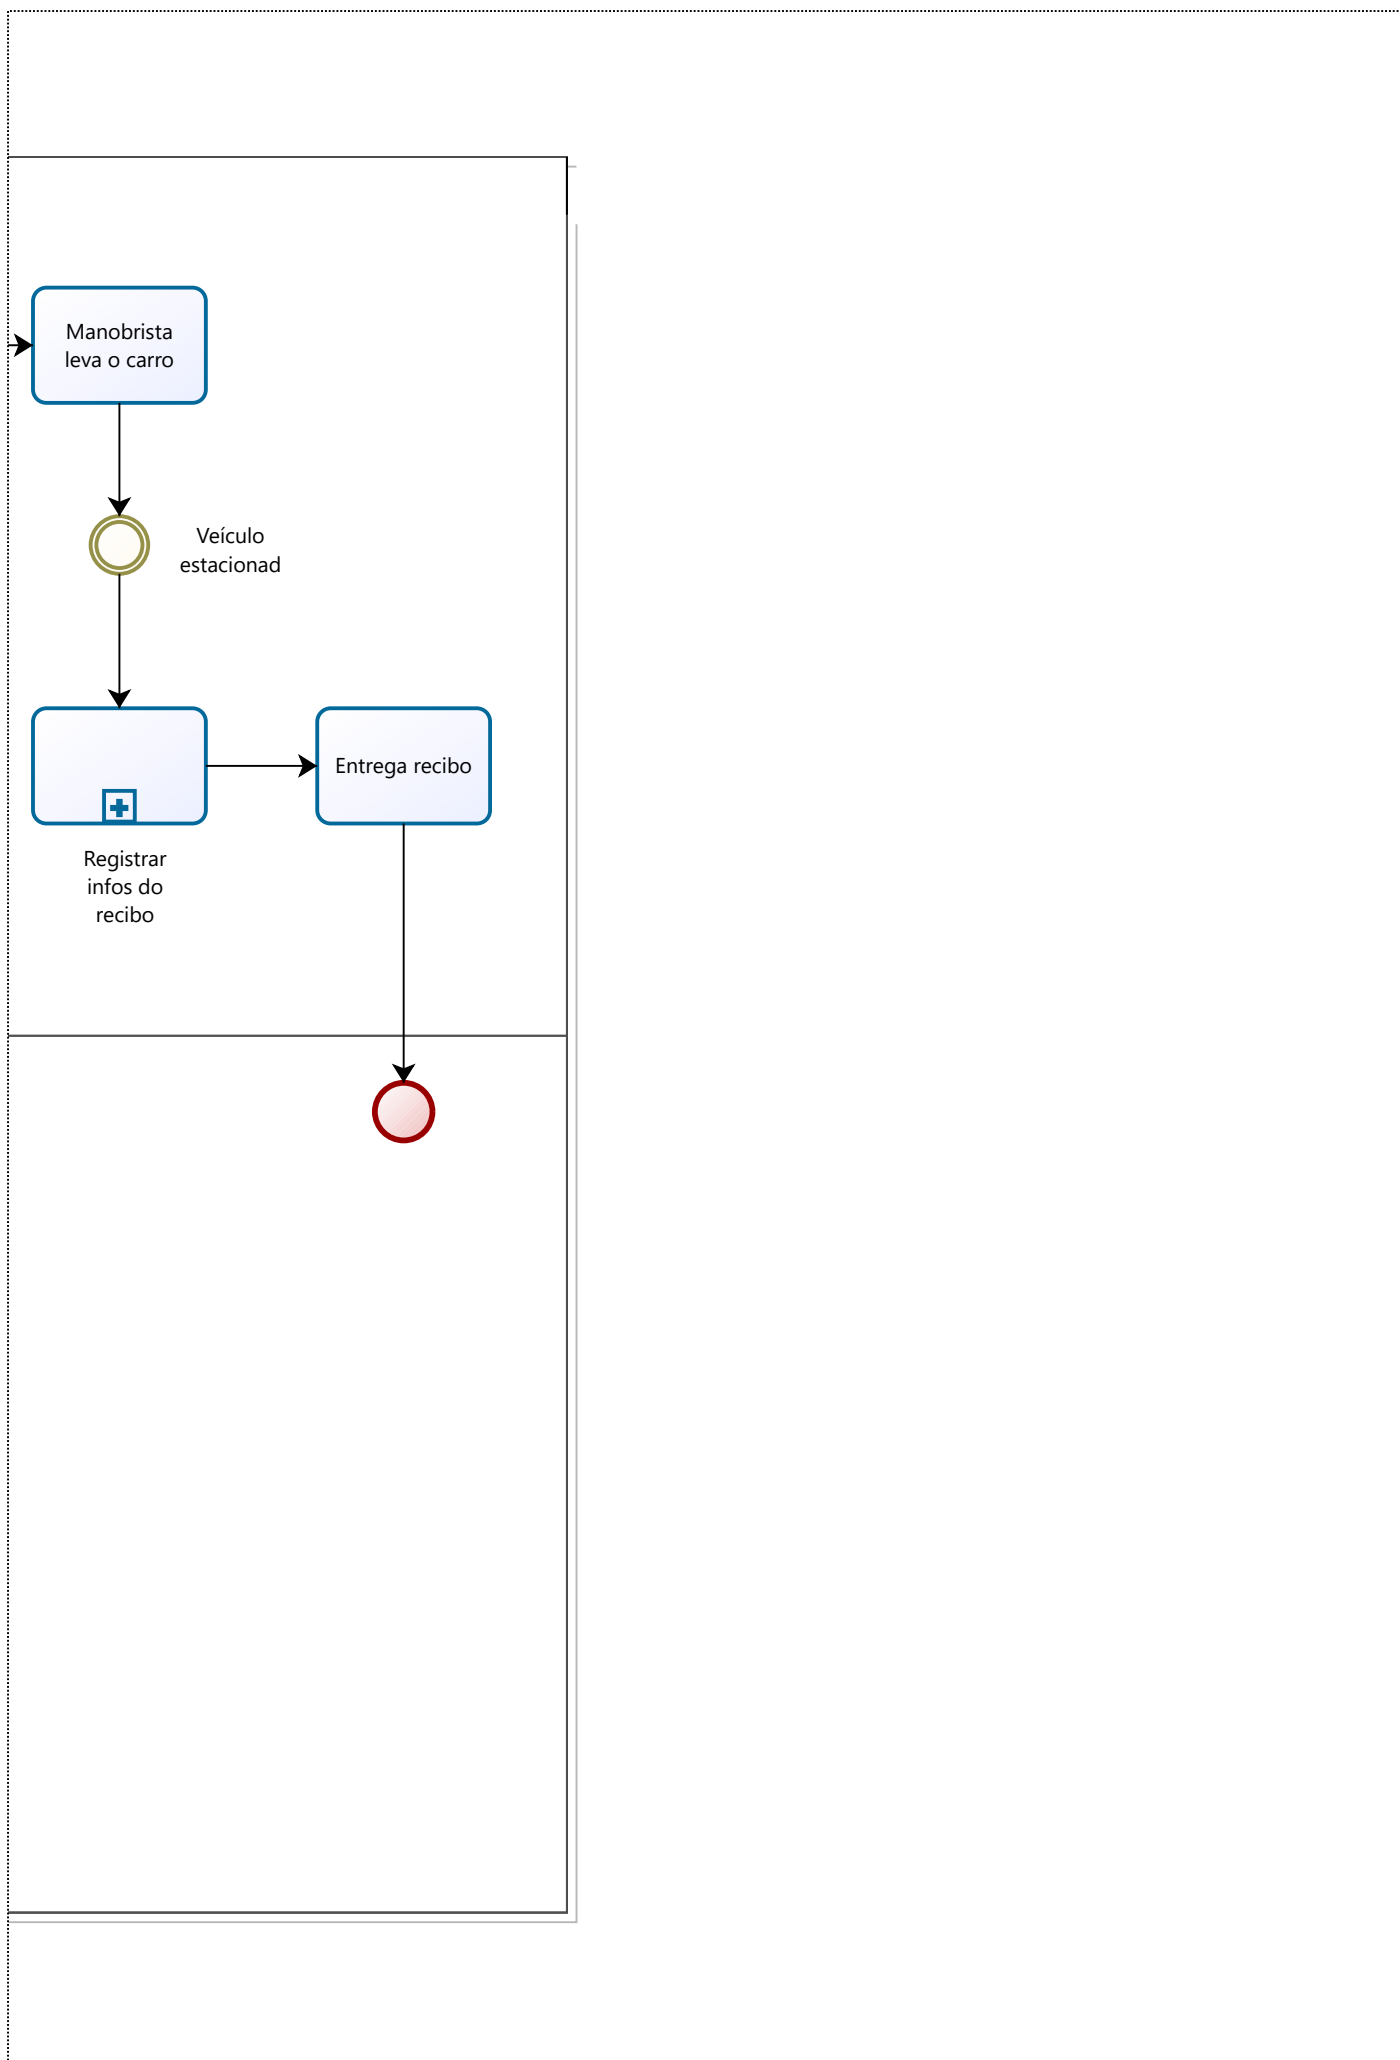 Manobrista
leva o carro
Veículo
estacionad
Entrega recibo
Registrar
infos do
recibo